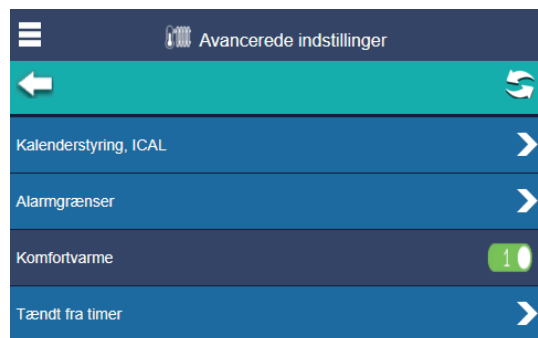 Avancerede indstillinger
Kalenderstyring, ICAL
Alarmgrænser
Komfortvarme 1
Tændt fra timer